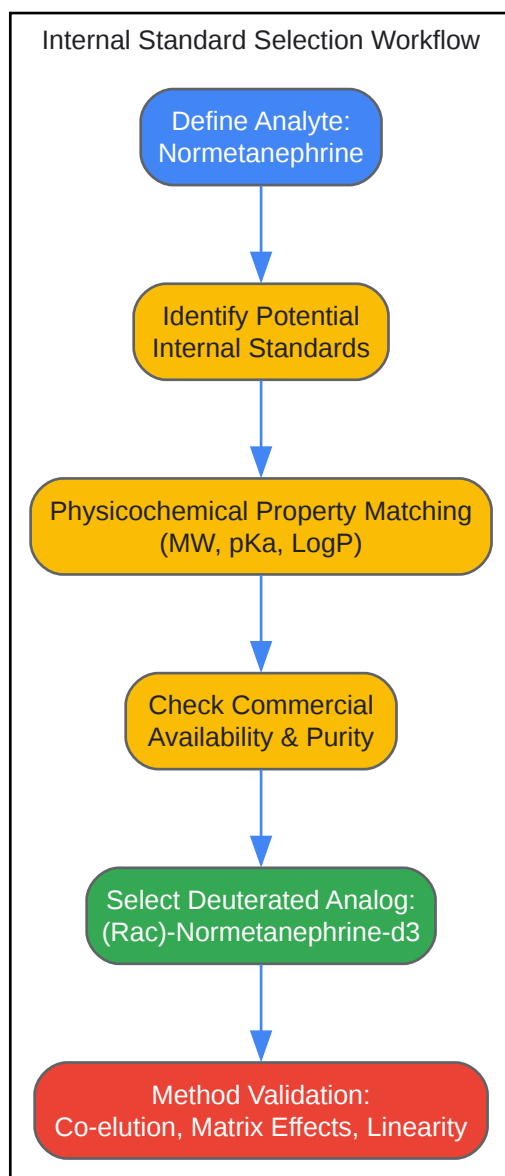 Internal Standard Selection Workflow
Define Analyte:
Normetanephrine
Identify Potential
Internal Standards
Physicochemical Property Matching
(MW, pKa, LogP)
Check Commercial
Availability & Purity
Select Deuterated Analog:
(Rac)-Normetanephrine-d3
Method Validation:
Co-elution, Matrix Effects, Linearity